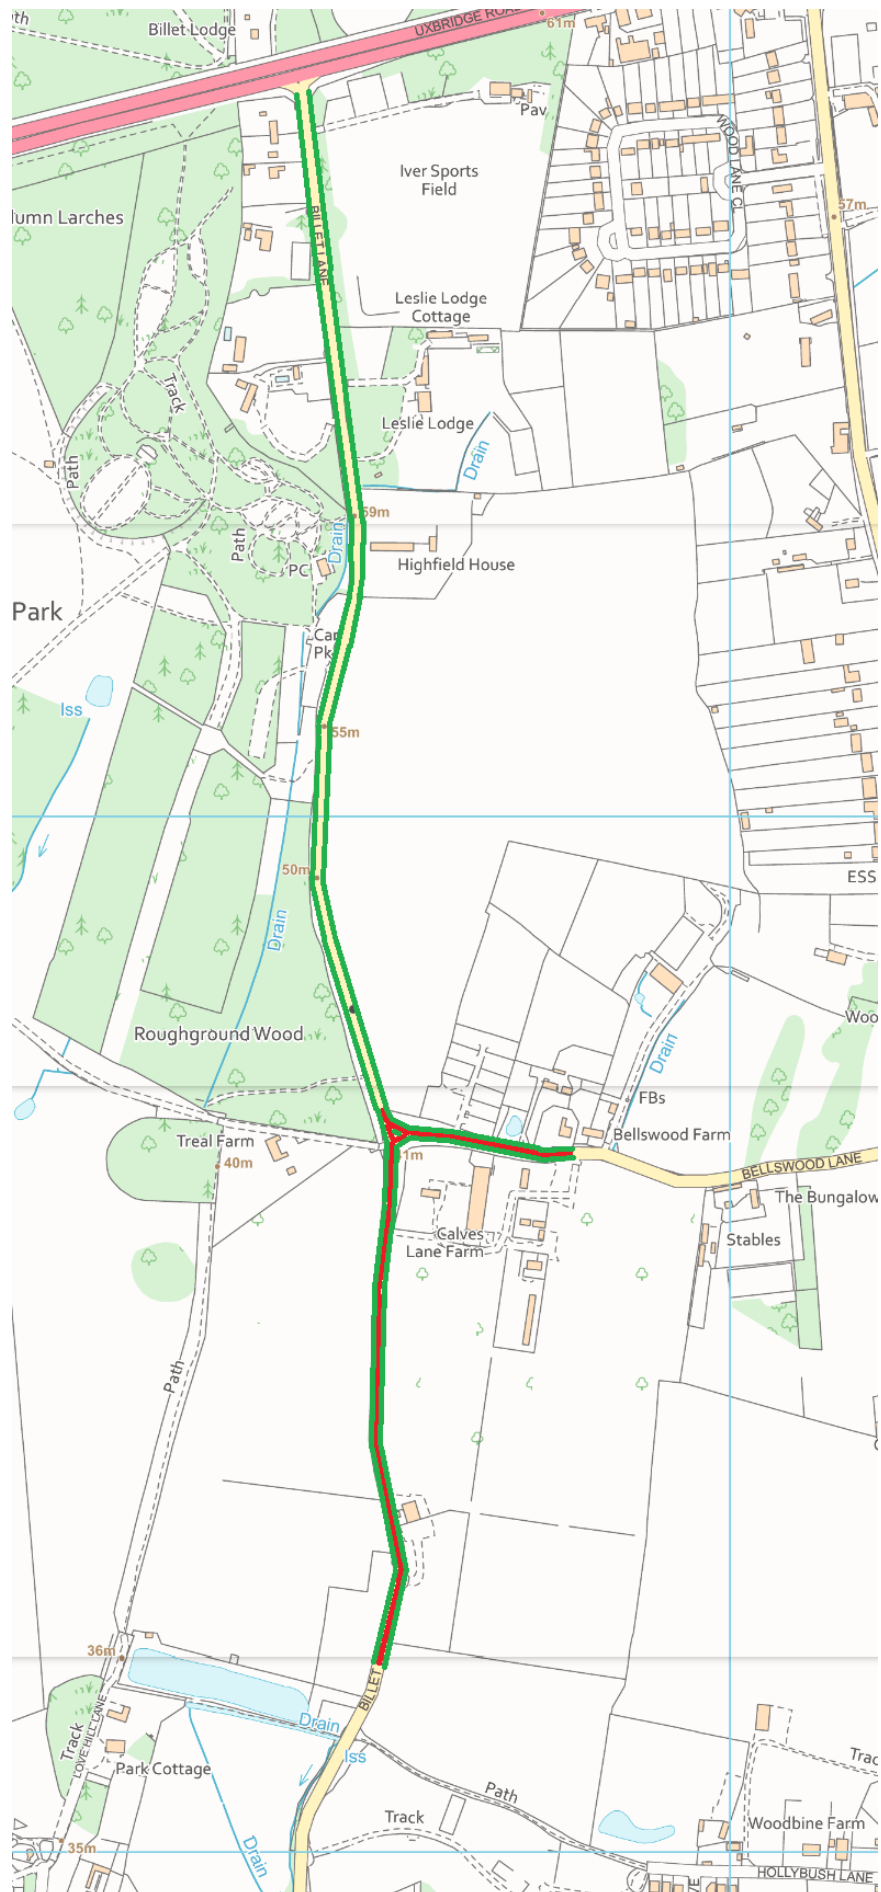 th
Billet Lodge
UXBRIDGE ROAD
61m
Pav
WOOD LANE CL
Iver Sports
Field
57m
lumn Larches
BILLET LANE
Leslie Lodge
Cottage
Track
Leslie Lodge
Drain
Path
59m
Drain
Path
PC
Highfield House
Park
Car
Pk
Iss
55m
50m
ESS
Drain
Woo
Roughground Wood
Drain
FBs
Treal Farm
1m
Bellswood Farm
40m
BELLSWOOD LANE
The Bungalow
Calves
Lane Farm
Stables
Path
36m
BILLET
Drain
Iss
Track
LOVE HILL LANE
Park Cottage
Path
Trac
Track
Woodbine Farm
35m
Drain
HOLLYBUSH LANE